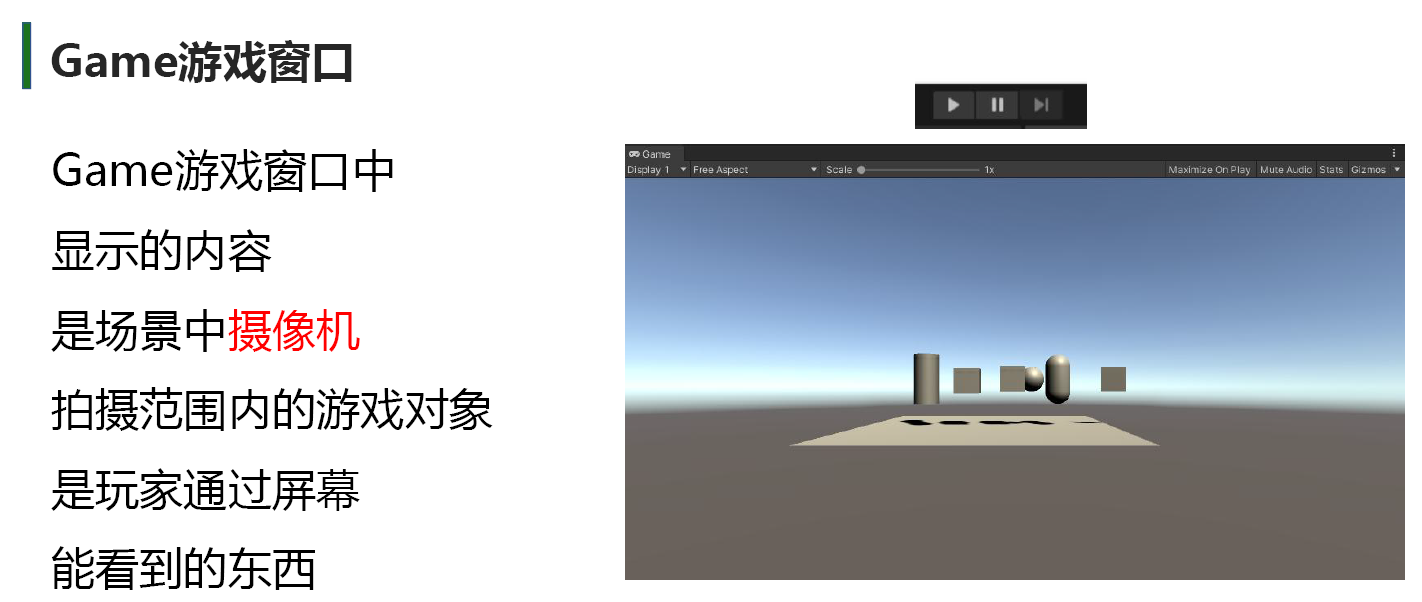 Game游戏窗口
Game游戏窗口中
显示的内容
是场景中摄像机
拍摄范围内的游戏对象
是玩家通过屏幕
能看到的东西
Game
Display 1 Free Aspect Scale 1x Maximize On Play Mute Audio Stats Gizmos